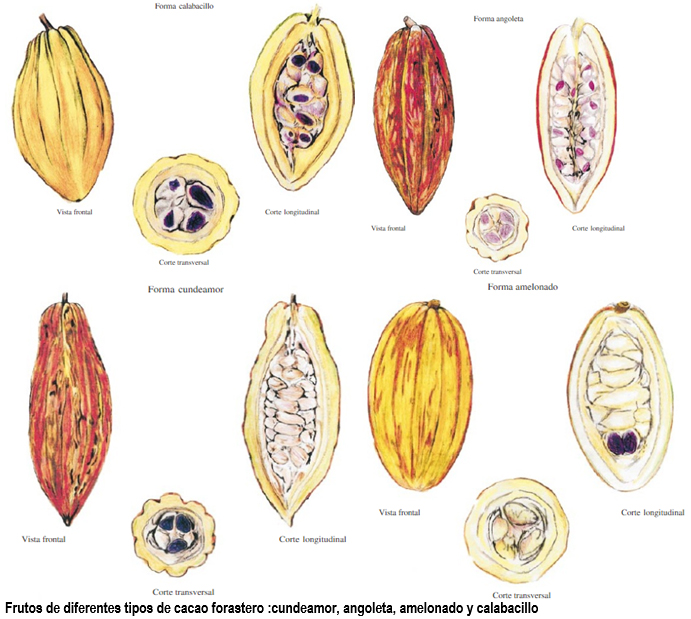 Forma calabacillo
Forma angoleta
Vista frontal
Corte longitudinal
Vista frontal
Corte longitudinal
Corte transversal
Corte transversal
Forma cundeamor
Forma amelonado
Vista frontal
Corte longitudinal
Vista frontal
Corte longitudinal
Corte transversal
Corte transversal
Frutos de diferentes tipos de cacao forastero :cundeamor, angoleta, amelonado y calabacillo